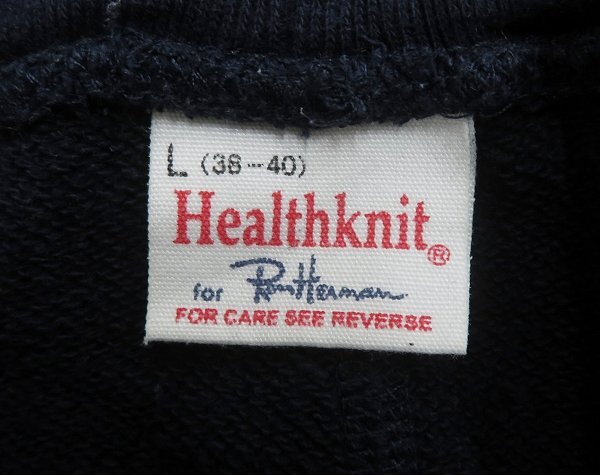 L (38-40)
Healthknit®
for Ron Herman
FOR CARE SEE REVERSE